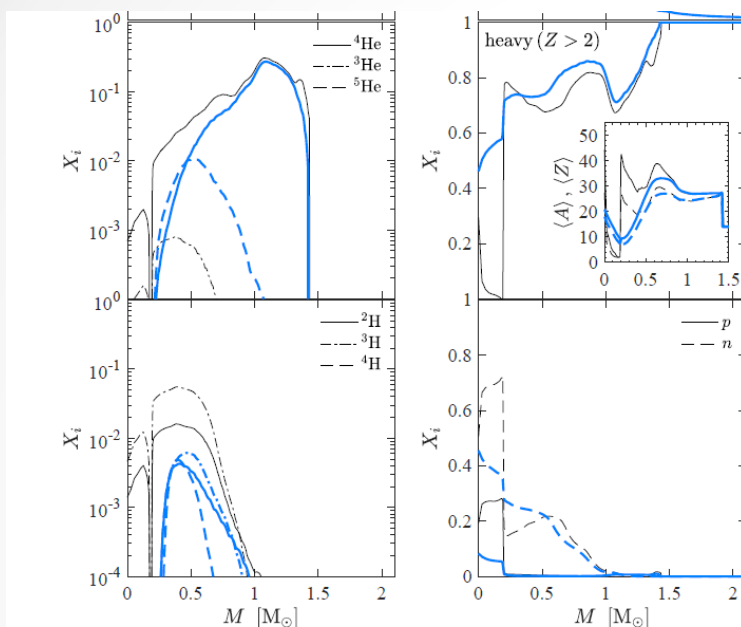 10^0
10^-1
10^-2
10^-3
10^0
X_i
⁴He
³He
⁵He
1
0.8
0.6
0.4
0.2
1
X_i
heavy (Z > 2)
50
40
30
20
10
0
⟨A⟩, ⟨Z⟩
0 0.5 1 1.5
10^-1
10^-2
10^-3
10^-4
X_i
²H
³H
⁴H
0 0.5 1 1.5 2
M [M⊙]
0.8
0.6
0.4
0.2
0
X_i
p
n
0 0.5 1 1.5 2
M [M⊙]